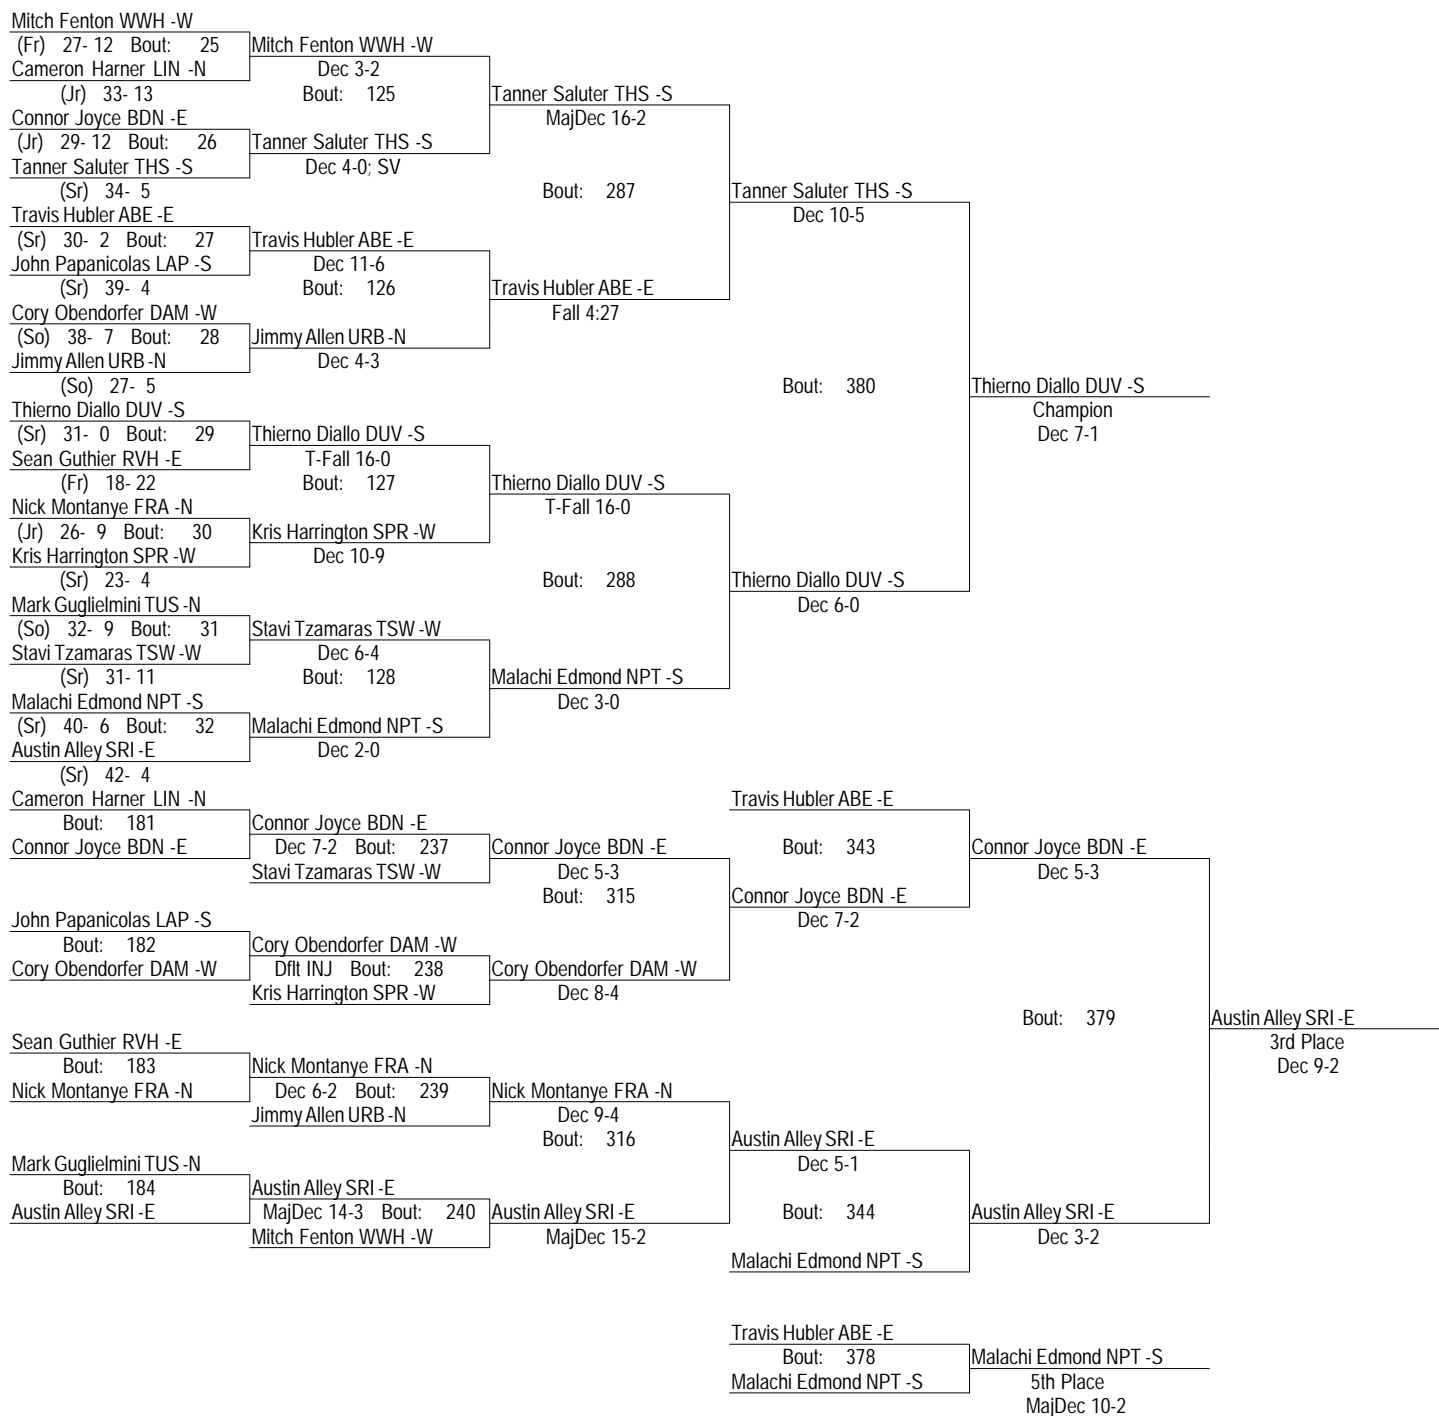 Mitch Fenton WWH -W
(Fr) 27- 12 Bout: 25 Mitch Fenton WWH -W
Cameron Harner LIN -N Dec 3-2
(Jr) 33- 13 Bout: 125 Tanner Saluter THS -S
Connor Joyce BDN -E MajDec 16-2
(Jr) 29- 12 Bout: 26 Tanner Saluter THS -S
Tanner Saluter THS -S Dec 4-0; SV
(Sr) 34- 5 Bout: 287 Tanner Saluter THS -S
Travis Hubler ABE -E Dec 10-5
(Sr) 30- 2 Bout: 27 Travis Hubler ABE -E
John Papanicolas LAP -S Dec 11-6
(Sr) 39- 4 Bout: 126 Travis Hubler ABE -E
Cory Obendorfer DAM -W Fall 4:27
(So) 38- 7 Bout: 28 Jimmy Allen URB -N
Jimmy Allen URB -N Dec 4-3
(So) 27- 5 Bout: 380 Thierno Diallo DUV -S
Thierno Diallo DUV -S Champion
(Sr) 31- 0 Bout: 29 Thierno Diallo DUV -S Dec 7-1
Sean Guthier RVH -E T-Fall 16-0
(Fr) 18- 22 Bout: 127 Thierno Diallo DUV -S
Nick Montanye FRA -N T-Fall 16-0
(Jr) 26- 9 Bout: 30 Kris Harrington SPR -W
Kris Harrington SPR -W Dec 10-9
(Sr) 23- 4 Bout: 288 Thierno Diallo DUV -S
Mark Guglielmini TUS -N Dec 6-0
(So) 32- 9 Bout: 31 Stavi Tzamaras TSW -W
Stavi Tzamaras TSW -W Dec 6-4
(Sr) 31- 11 Bout: 128 Malachi Edmond NPT -S
Malachi Edmond NPT -S Dec 3-0
(Sr) 40- 6 Bout: 32 Malachi Edmond NPT -S
Austin Alley SRI -E Dec 2-0
(Sr) 42- 4
Cameron Harner LIN -N Travis Hubler ABE -E
Bout: 181 Connor Joyce BDN -E
Connor Joyce BDN -E Dec 7-2 Bout: 237 Connor Joyce BDN -E Bout: 343 Connor Joyce BDN -E
Stavi Tzamaras TSW -W Dec 5-3 Dec 5-3
Bout: 315 Connor Joyce BDN -E
John Papanicolas LAP -S Dec 7-2
Bout: 182 Cory Obendorfer DAM -W
Cory Obendorfer DAM -W Dflt INJ Bout: 238 Cory Obendorfer DAM -W
Kris Harrington SPR -W Dec 8-4
Bout: 379 Austin Alley SRI -E
Sean Guthier RVH -E 3rd Place
Bout: 183 Nick Montanye FRA -N Dec 9-2
Nick Montanye FRA -N Dec 6-2 Bout: 239 Nick Montanye FRA -N
Jimmy Allen URB -N Dec 9-4
Bout: 316 Austin Alley SRI -E
Mark Guglielmini TUS -N Dec 5-1
Bout: 184 Austin Alley SRI -E
Austin Alley SRI -E MajDec 14-3 Bout: 240 Austin Alley SRI -E Bout: 344 Austin Alley SRI -E
Mitch Fenton WWH -W MajDec 15-2 Dec 3-2
Malachi Edmond NPT -S
Travis Hubler ABE -E
Bout: 378 Malachi Edmond NPT -S
Malachi Edmond NPT -S 5th Place
MajDec 10-2